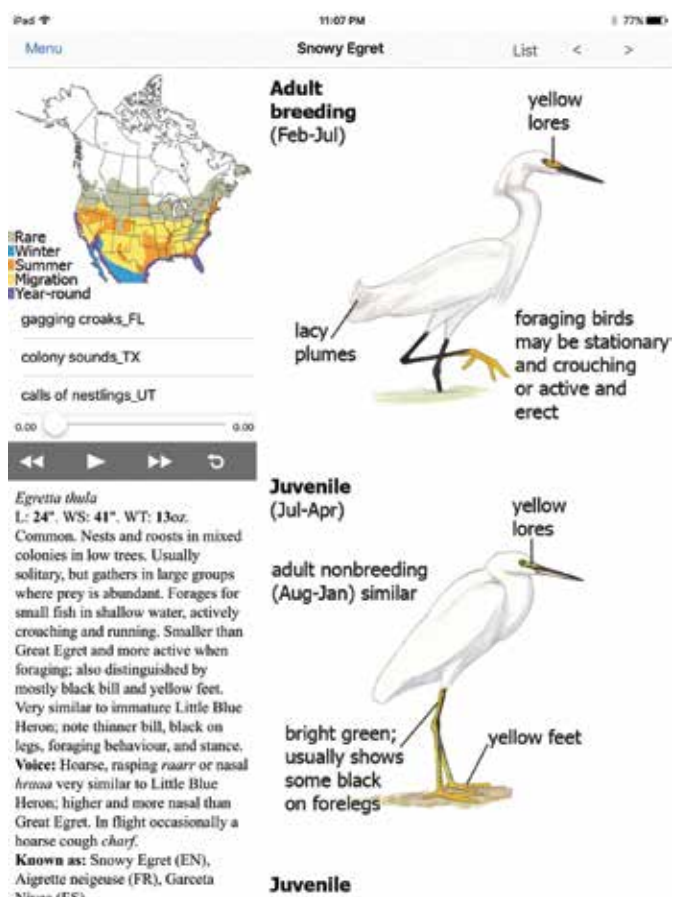 iPad
11:07 PM
77%
Menu
Snowy Egret
List < >
Rare
Winter
Summer
Migration
Year-round
gagging croaks_FL
colony sounds_TX
calls of nestlings_UT
0.00
0.00
Egretta thula
L: 24". WS: 41". WT: 13oz.
Common. Nests and roosts in mixed
colonies in low trees. Usually
solitary, but gathers in large groups
where prey is abundant. Forages for
small fish in shallow water, actively
crouching and running. Smaller than
Great Egret and more active when
foraging; also distinguished by
mostly black bill and yellow feet.
Very similar to immature Little Blue
Heron; note thinner bill, black on
legs, foraging behaviour, and stance.
Voice: Hoarse, rasping raarr or nasal
very similar to Little Blue
Heron; higher and more nasal than
Great Egret. In flight occasionally a
hoarse cough charf.
Known as: Snowy Egret (EN),
Aigrette neigeuse (FR), Garceta
Adult
breeding
(Feb-Jul)
yellow
lores
lacy
plumes
foraging birds
may be stationary
and crouching
or active and
erect
Juvenile
(Jul-Apr)
yellow
lores
adult nonbreeding
(Aug-Jan) similar
bright green;
usually shows
some black
on forelegs
yellow feet
Juvenile